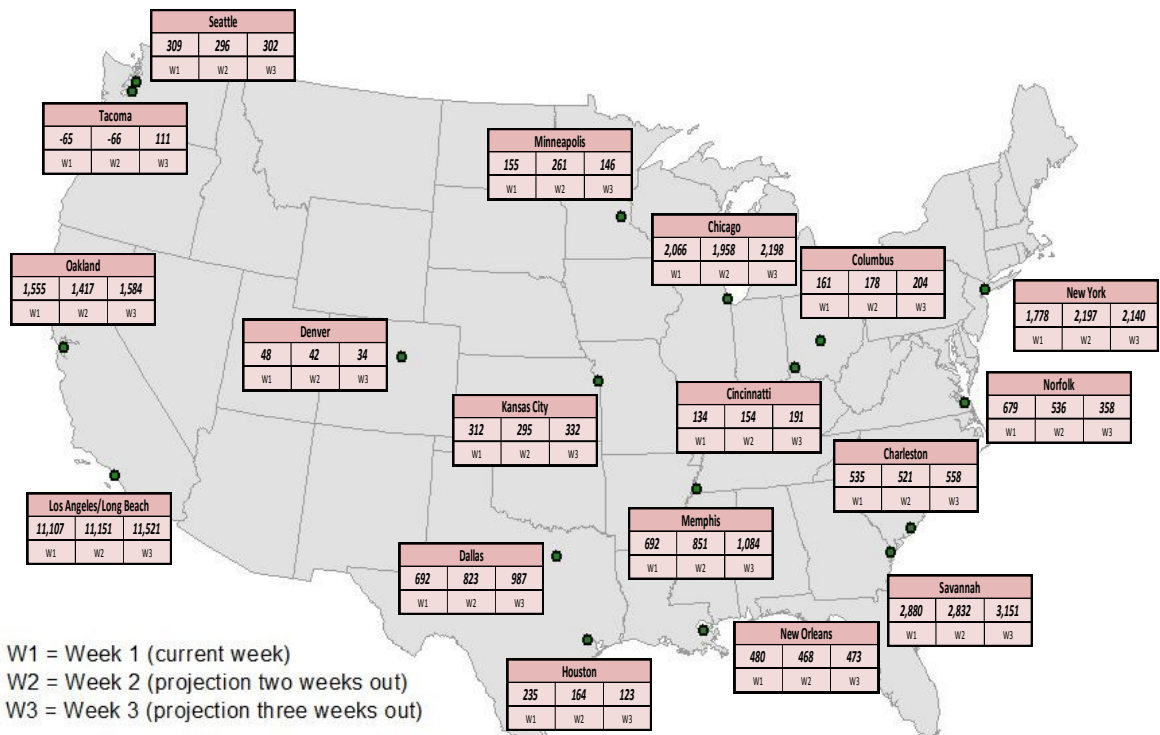 Seattle
309 296 302
W1 W2 W3
Tacoma
-65 -66 111
W1 W2 W3
Minneapolis
155 261 146
W1 W2 W3
Chicago
2,066 1,958 2,198
W1 W2 W3
Columbus
161 178 204
W1 W2 W3
Oakland
1,555 1,417 1,584
W1 W2 W3
New York
1,778 2,197 2,140
W1 W2 W3
Denver
48 42 34
W1 W2 W3
Norfolk
679 536 358
W1 W2 W3
Cincinnatti
134 154 191
W1 W2 W3
Kansas City
312 295 332
W1 W2 W3
Charleston
535 521 558
W1 W2 W3
Los Angeles/Long Beach
11,107 11,151 11,521
W1 W2 W3
Memphis
692 851 1,084
W1 W2 W3
Dallas
692 823 987
W1 W2 W3
Savannah
2,880 2,832 3,151
W1 W2 W3
New Orleans
480 468 473
W1 W2 W3
Houston
235 164 123
W1 W2 W3
W1 = Week 1 (current week)
W2 = Week 2 (projection two weeks out)
W3 = Week 3 (projection three weeks out)